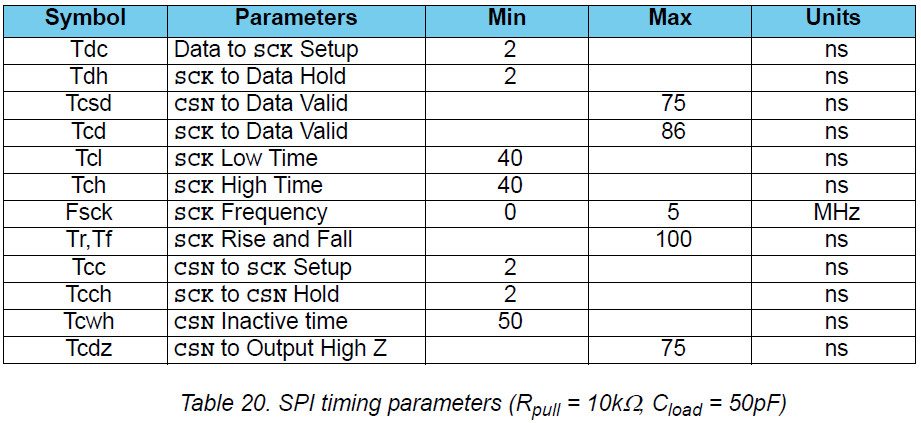 Symbol Parameters Min Max Units
Tdc Data to SCK Setup 2 ns
Tdh SCK to Data Hold 2 ns
Tcsd CSN to Data Valid 75 ns
Tcd SCK to Data Valid 86 ns
Tcl SCK Low Time 40 ns
Tch SCK High Time 40 ns
Fsck SCK Frequency 0 5 MHz
Tr,Tf SCK Rise and Fall 100 ns
Tcc CSN to SCK Setup 2 ns
Tcch SCK to CSN Hold 2 ns
Tcwh CSN Inactive time 50 ns
Tcdz CSN to Output High Z 75 ns
Table 20. SPI timing parameters (Rpull = 10kΩ, Cload = 50pF)